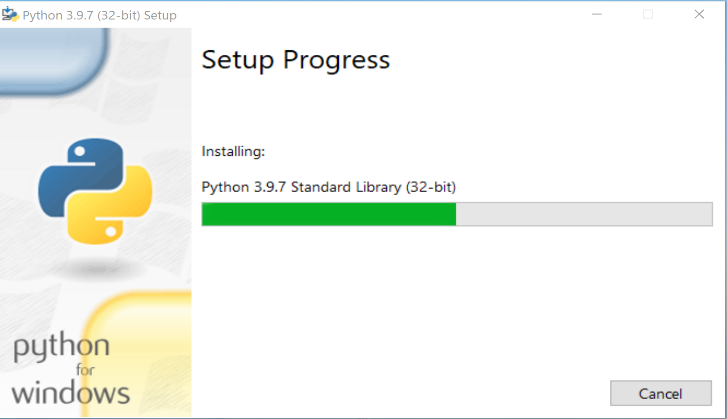 Python 3.9.7 (32-bit) Setup
Setup Progress
Installing:
Python 3.9.7 Standard Library (32-bit)
python
for
windows
Cancel